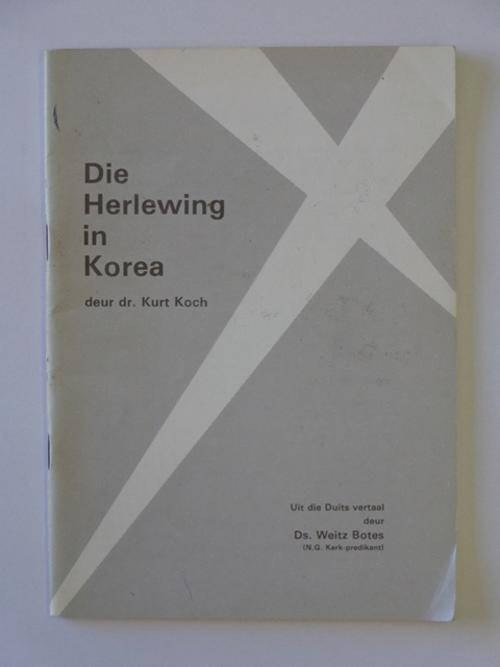 Die
Herlewing
in
Korea
deur dr. Kurt Koch
Uit die Duits vertaal
deur
Ds. Weitz Botes
(N.G. Kerk-predikant)